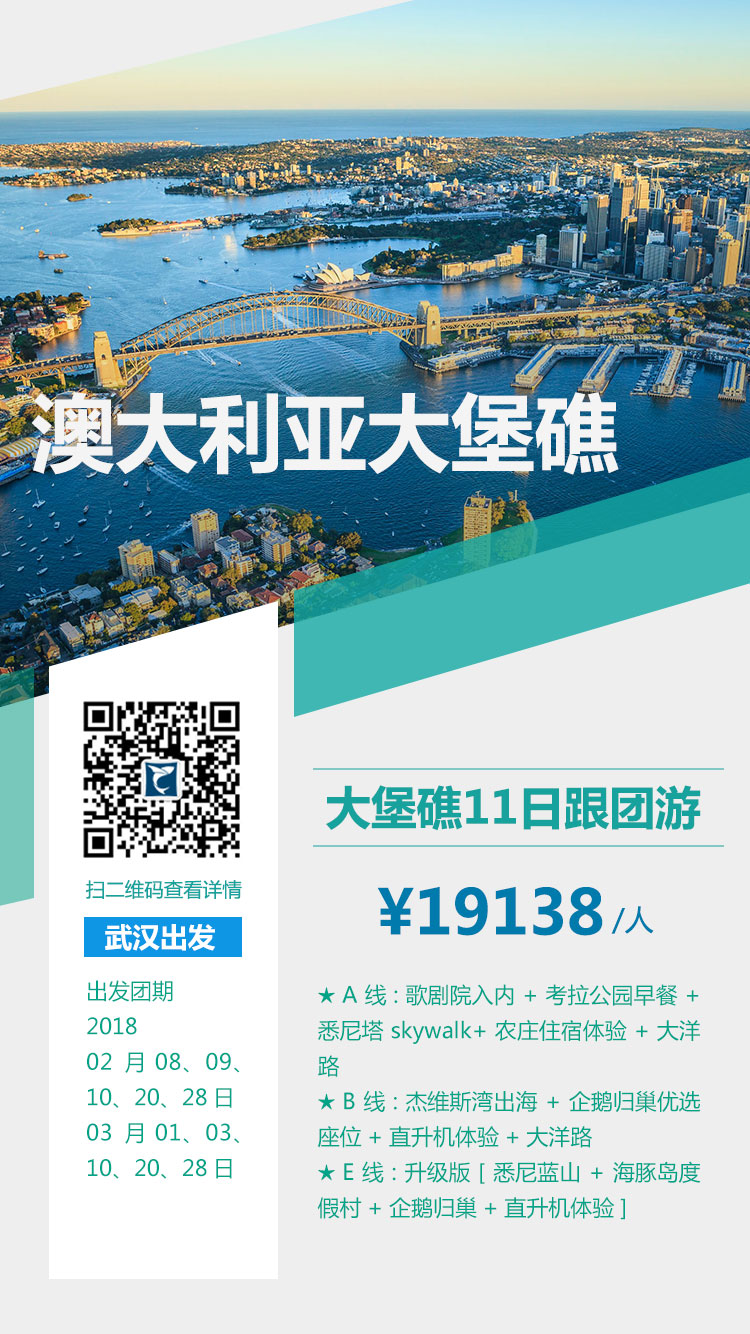 澳大利亚大堡礁
扫二维码查看详情
武汉出发
出发团期
2018
02 月 08、09、
10、20、28 日
03 月 01、03、
10、20、28 日
大堡礁11日跟团游
¥19138/人
★ A 线 : 歌剧院入内 + 考拉公园早餐 +
悉尼塔 skywalk+ 农庄住宿体验 + 大洋
路
★ B 线 : 杰维斯湾出海 + 企鹅归巢优选
座位 + 直升机体验 + 大洋路
★ E 线 : 升级版 [ 悉尼蓝山 + 海豚岛度
假村 + 企鹅归巢 + 直升机体验 ]